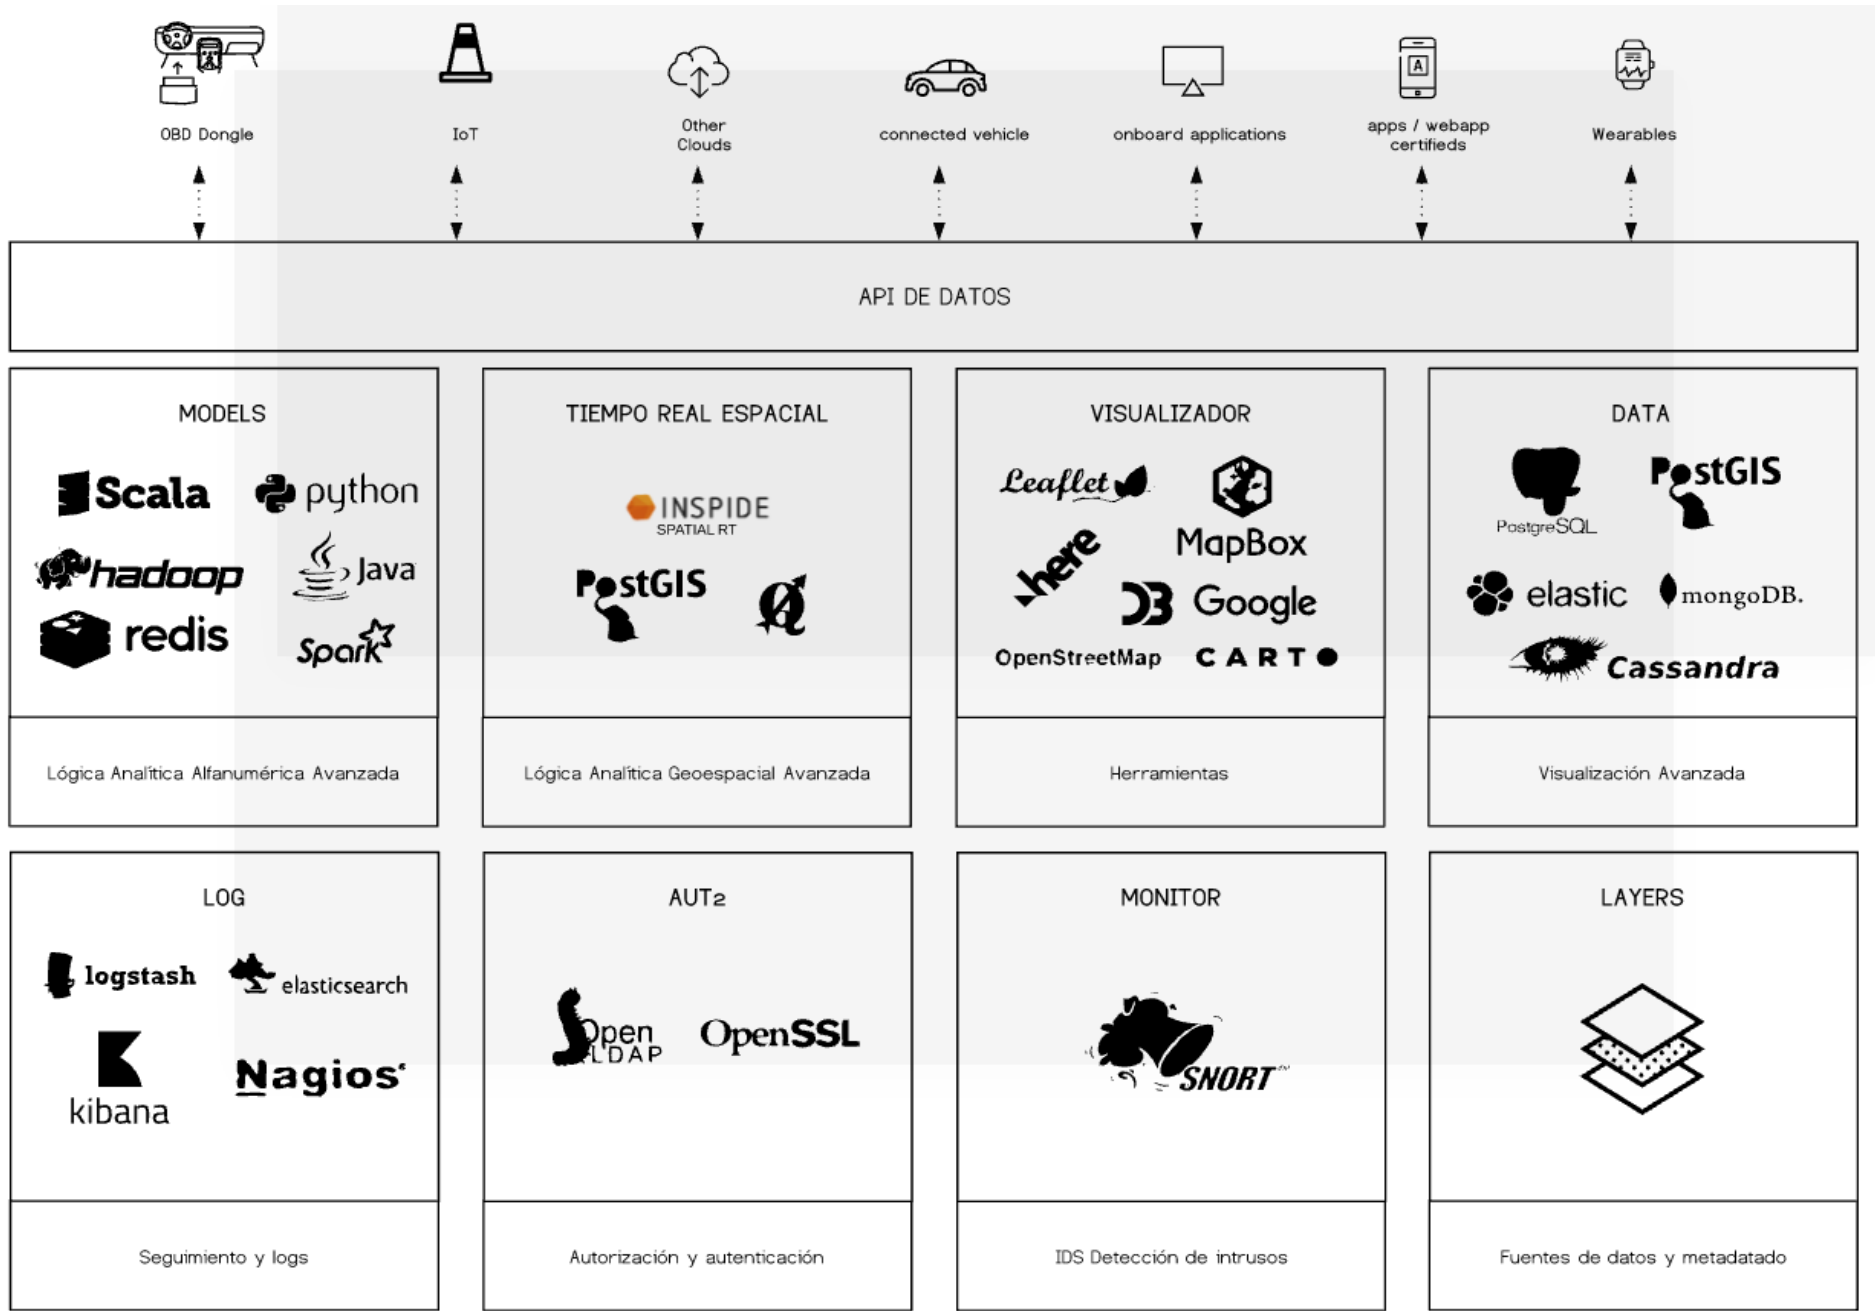 OBD Dongle
IoT
Other
Clouds
connected vehicle
onboard applications
apps / webapp
certifieds
Wearables
API DE DATOS
MODELS
Scala
python
hadoop
Java
redis
Spark
TIEMPO REAL ESPACIAL
INSPIDE
SPATIAL RT
PostGIS
VISUALIZADOR
Leaflet
MapBox
here
D3
Google
OpenStreetMap
CARTO
DATA
PostgreSQL
PostGIS
elastic
mongoDB.
Cassandra
Lógica Analítica Alfanumérica Avanzada
Lógica Analítica Geoespacial Avanzada
Herramientas
Visualización Avanzada
LOG
logstash
elasticsearch
kibana
Nagios
AUT2
Open
LDAP
OpenSSL
MONITOR
SNORT
LAYERS
Seguimiento y logs
Autorización y autenticación
IDS Detección de intrusos
Fuentes de datos y metadatado